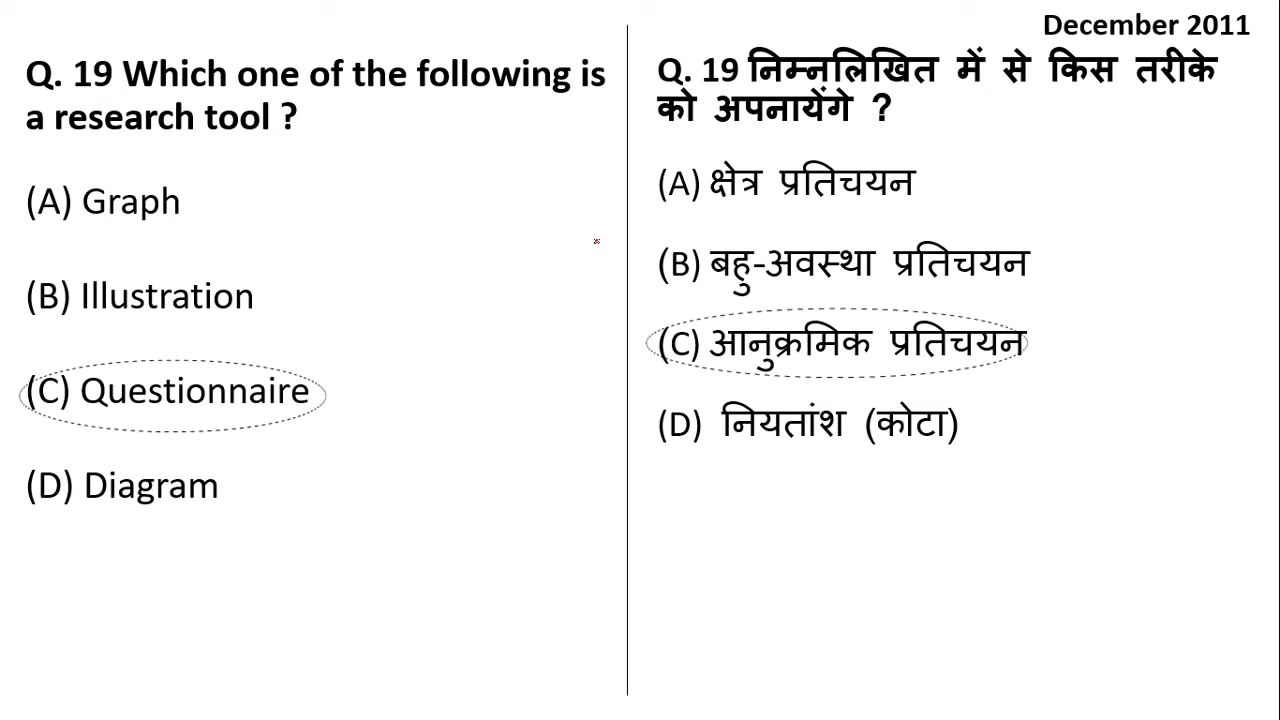 December 2011
Q. 19 Which one of the following is
a research tool ?
(A) Graph
(B) Illustration
(C) Questionnaire
(D) Diagram
Q. 19 निम्नलिखित में से किस तरीके
को अपनायेंगे ?
(A) क्षेत्र प्रतिचयन
(B) बहु-अवस्था प्रतिचयन
(C) आनुक्रमिक प्रतिचयन
(D) नियतांश (कोटा)